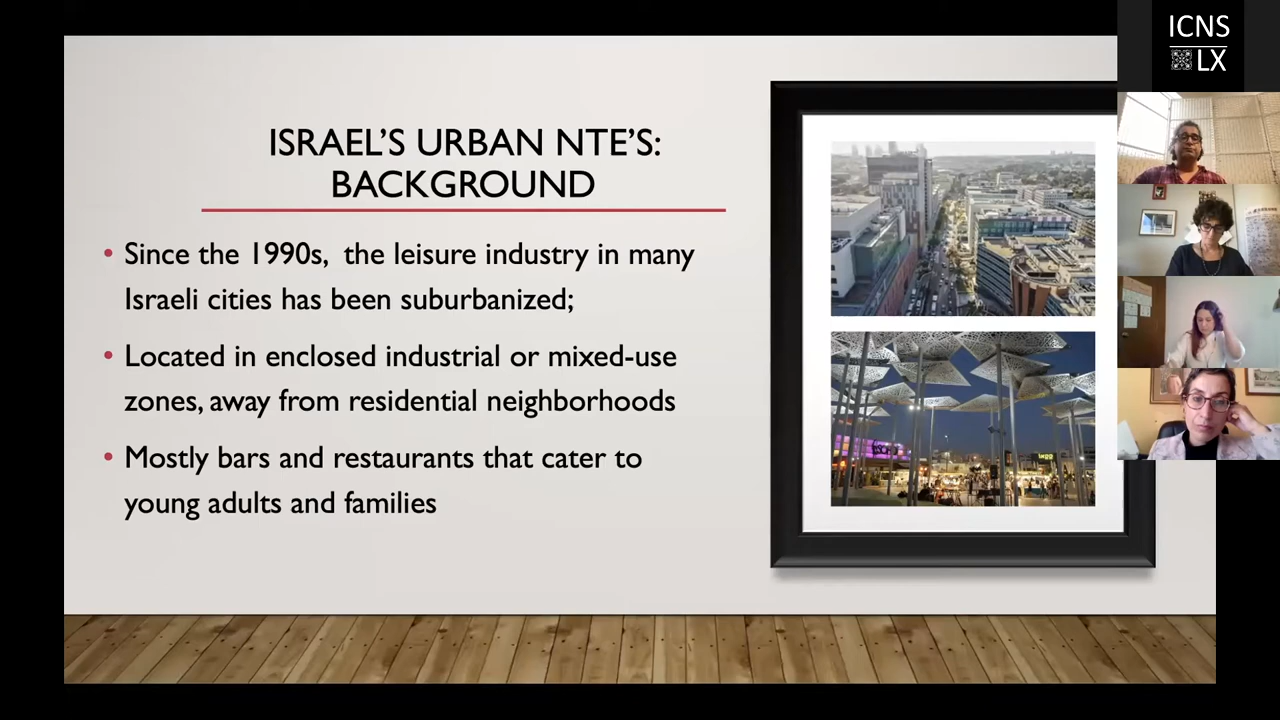 ISRAEL'S URBAN NTE'S:
BACKGROUND
• Since the 1990s,  the leisure industry in many
Israeli cities has been suburbanized;
• Located in enclosed industrial or mixed-use
zones, away from residential neighborhoods
• Mostly bars and restaurants that cater to
young adults and families
ICNS
LX